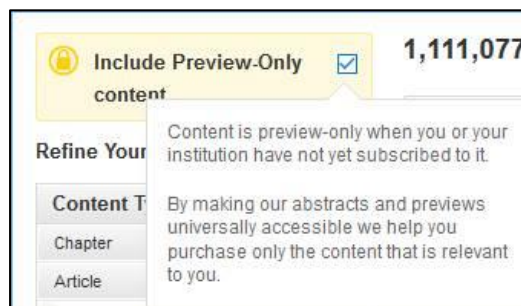 Include Preview-Only
content
1,111,077
Content is preview-only when you or your
institution have not yet subscribed to it.
By making our abstracts and previews
universally accessible we help you
purchase only the content that is relevant
to you.
Refine Your
Content T
Chapter
Article